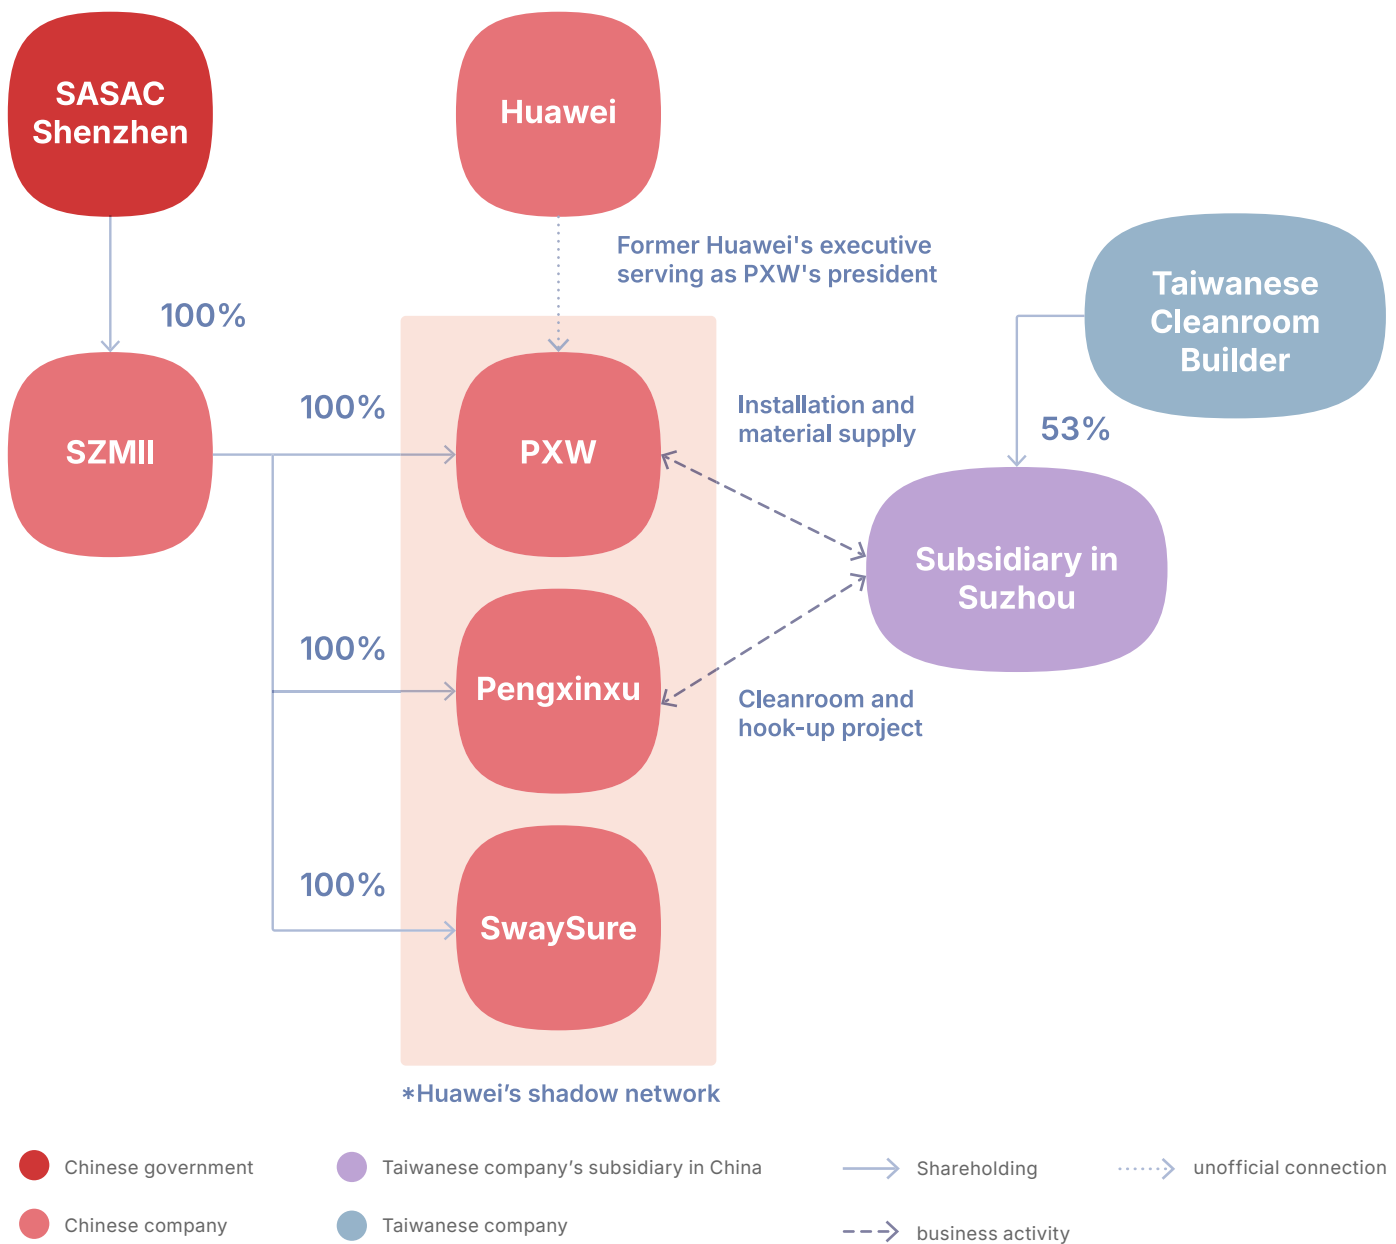 SASAC
Shenzhen
Huawei
Former Huawei's executive
serving as PXW's president
Taiwanese
Cleanroom
Builder
100%
100%
Installation and
material supply
53%
SZMII
PXW
Subsidiary in
Suzhou
100%
Pengxinxu
Cleanroom and
hook-up project
100%
SwaySure
*Huawei’s shadow network
Chinese government
Taiwanese company’s subsidiary in China
Shareholding
unofficial connection
Chinese company
Taiwanese company
business activity